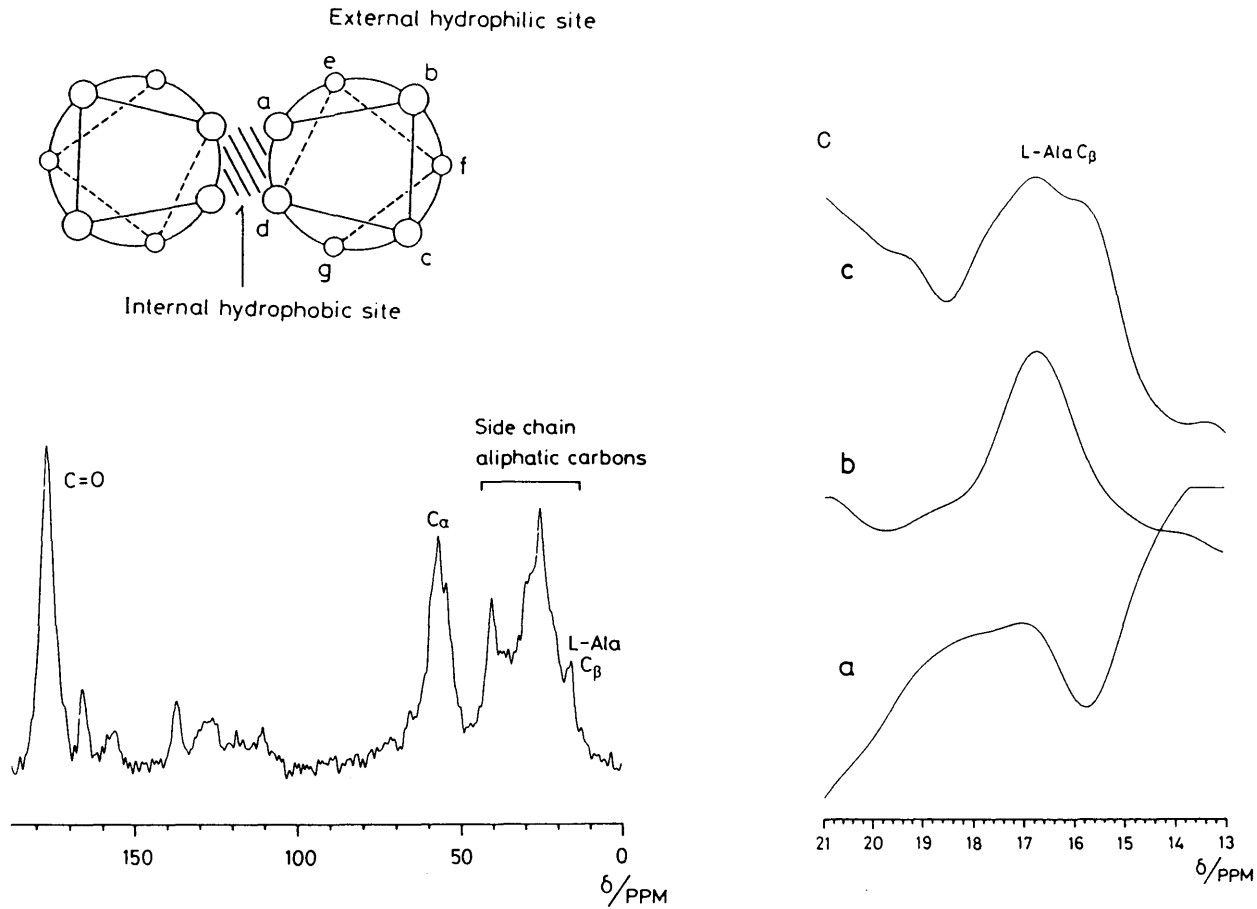 External hydrophilic site
e
b
a
f
d
c
g
Internal hydrophobic site
C=O
Cα
Side chain
aliphatic carbons
L-Ala
Cβ
150
100
50
0
δ/PPM
C
L-Ala Cβ
c
b
a
21 20 19 18 17 16 15 14 13
δ/PPM